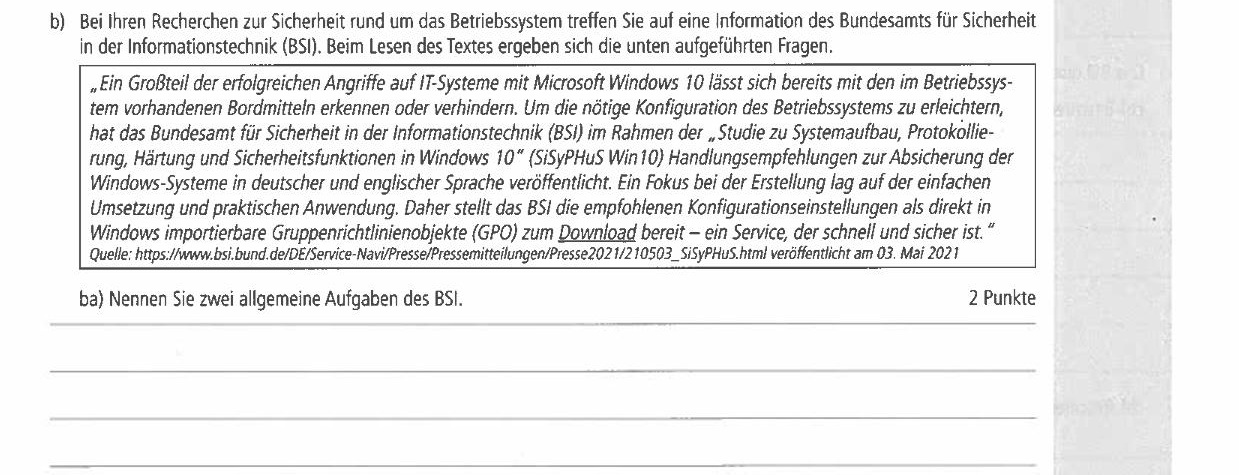 b) Bei Ihren Recherchen zur Sicherheit rund um das Betriebssystem treffen Sie auf eine Information des Bundesamts für Sicherheit
in der Informationstechnik (BSI). Beim Lesen des Textes ergeben sich die unten aufgeführten Fragen.
„Ein Großteil der erfolgreichen Angriffe auf IT-Systeme mit Microsoft Windows 10 lässt sich bereits mit den im Betriebssys-
tem vorhandenen Bordmitteln erkennen oder verhindern. Um die nötige Konfiguration des Betriebssystems zu erleichtern,
hat das Bundesamt für Sicherheit in der Informationstechnik (BSI) im Rahmen der „Studie zu Systemaufbau, Protokollie-
rung, Härtung und Sicherheitsfunktionen in Windows 10“ (SiSyPHuS Win10) Handlungsempfehlungen zur Absicherung der
Windows-Systeme in deutscher und englischer Sprache veröffentlicht. Ein Fokus bei der Erstellung lag auf der einfachen
Umsetzung und praktischen Anwendung. Daher stellt das BSI die empfohlenen Konfigurationseinstellungen als direkt in
Windows importierbare Gruppenrichtlinienobjekte (GPO) zum Download bereit – ein Service, der schnell und sicher ist.“
Quelle: https://www.bsi.bund.de/DE/Service-Navi/Presse/Pressemitteilungen/Presse2021/210503_SiSyPHuS.html veröffentlicht am 03. Mai 2021
ba) Nennen Sie zwei allgemeine Aufgaben des BSI. 2 Punkte